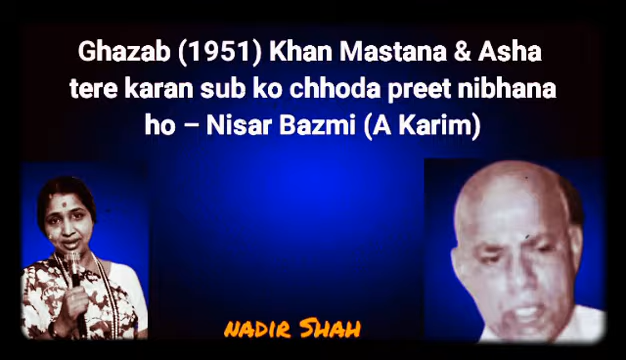 Ghazab (1951) Khan Mastana & Asha
tere karan sub ko chhoda preet nibhana
ho – Nisar Bazmi (A Karim)
NADIR SHAH